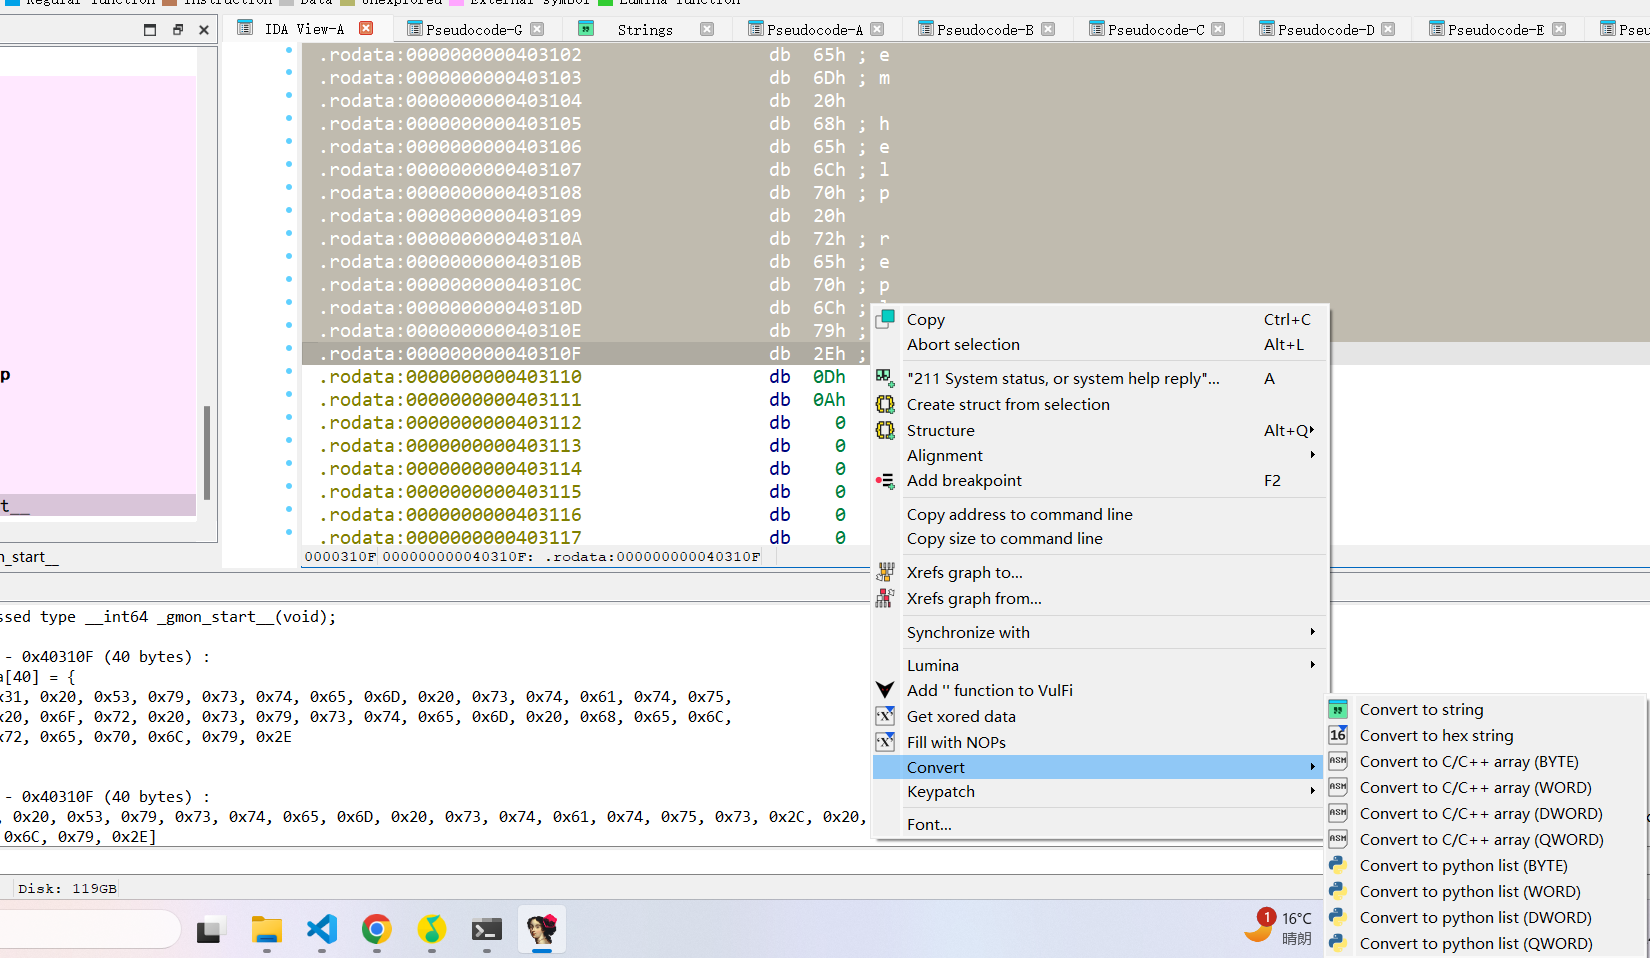 Regular function Instruction Data Unexplored External symbol Lumina function
IDA View-A Pseudocode-G Strings Pseudocode-A Pseudocode-B Pseudocode-C Pseudocode-D Pseudocode-E Pseu
.rodata:0000000000403102 db 65h ; e
.rodata:0000000000403103 db 6Dh ; m
.rodata:0000000000403104 db 20h
.rodata:0000000000403105 db 68h ; h
.rodata:0000000000403106 db 65h ; e
.rodata:0000000000403107 db 6Ch ; l
.rodata:0000000000403108 db 70h ; p
.rodata:0000000000403109 db 20h
.rodata:000000000040310A db 72h ; r
.rodata:000000000040310B db 65h ; e
.rodata:000000000040310C db 70h ; p
.rodata:000000000040310D db 6Ch ; l
.rodata:000000000040310E db 79h ;
.rodata:000000000040310F db 2Eh ;
.rodata:0000000000403110 db 0Dh
.rodata:0000000000403111 db 0Ah
.rodata:0000000000403112 db 0
.rodata:0000000000403113 db 0
.rodata:0000000000403114 db 0
.rodata:0000000000403115 db 0
.rodata:0000000000403116 db 0
.rodata:0000000000403117 db 0
0000310F 000000000040310F: .rodata:000000000040310F
p
t__
n_start__
ssed type __int64 _gmon_start__(void);
- 0x40310F (40 bytes) :
a[40] = {
x31, 0x20, 0x53, 0x79, 0x73, 0x74, 0x65, 0x6D, 0x20, 0x73, 0x74, 0x61, 0x74, 0x75,
x20, 0x6F, 0x72, 0x20, 0x73, 0x79, 0x73, 0x74, 0x65, 0x6D, 0x20, 0x68, 0x65, 0x6C,
x72, 0x65, 0x70, 0x6C, 0x79, 0x2E
- 0x40310F (40 bytes) :
, 0x20, 0x53, 0x79, 0x73, 0x74, 0x65, 0x6D, 0x20, 0x73, 0x74, 0x61, 0x74, 0x75, 0x73, 0x2C, 0x20,
0x6C, 0x79, 0x2E]
Disk: 119GB
Copy Ctrl+C
Abort selection Alt+L
"211 System status, or system help reply"... A
Create struct from selection
Structure Alt+Q
Alignment
Add breakpoint F2
Copy address to command line
Copy size to command line
Xrefs graph to...
Xrefs graph from...
Synchronize with
Lumina
Add '' function to VulFi
Get xored data
Fill with NOPs
Convert
Keypatch
Font...
Convert to string
Convert to hex string
Convert to C/C++ array (BYTE)
Convert to C/C++ array (WORD)
Convert to C/C++ array (DWORD)
Convert to C/C++ array (QWORD)
Convert to python list (BYTE)
Convert to python list (WORD)
Convert to python list (DWORD)
Convert to python list (QWORD)
1
16°C
晴朗